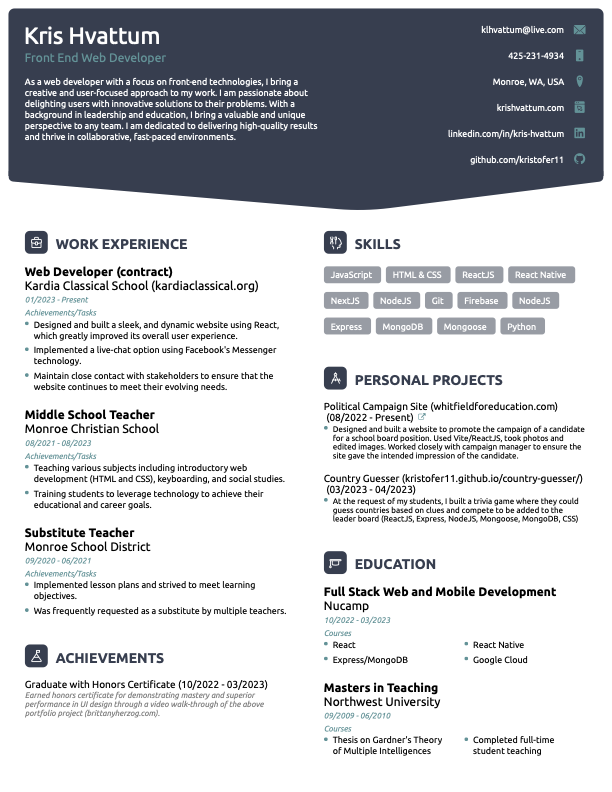 Kris Hvattum
Front End Web Developer
As a web developer with a focus on front-end technologies, I bring a
creative and user-focused approach to my work. I am passionate about
delighting users with innovative solutions to their problems. With a
background in leadership and education, I bring a valuable and unique
perspective to any team. I am dedicated to delivering high-quality results
and thrive in collaborative, fast-paced environments.
klhvattum@live.com
425-231-4934
Monroe, WA, USA
krishvattum.com
linkedin.com/in/kris-hvattum
github.com/kristofer11
WORK EXPERIENCE
Web Developer (contract)
Kardia Classical School (kardiaclassical.org)
01/2023 - Present
Achievements/Tasks
Designed and built a sleek, and dynamic website using React,
which greatly improved its overall user experience.
Implemented a live-chat option using Facebook's Messenger
technology.
Maintain close contact with stakeholders to ensure that the
website continues to meet their evolving needs.
Middle School Teacher
Monroe Christian School
08/2021 - 08/2023
Achievements/Tasks
Teaching various subjects including introductory web
development (HTML and CSS), keyboarding, and social studies.
Training students to leverage technology to achieve their
educational and career goals.
Substitute Teacher
Monroe School District
09/2020 - 06/2021
Achievements/Tasks
Implemented lesson plans and strived to meet learning
objectives.
Was frequently requested as a substitute by multiple teachers.
ACHIEVEMENTS
Graduate with Honors Certificate (10/2022 - 03/2023)
Earned honors certificate for demonstrating mastery and superior
performance in UI design through a video walk-through of the above
portfolio project (brittanyherzog.com).
SKILLS
JavaScript HTML & CSS ReactJS React Native
NextJS NodeJS Git Firebase NodeJS
Express MongoDB Mongoose Python
PERSONAL PROJECTS
Political Campaign Site (whitfieldforeducation.com)
(08/2022 - Present)
Designed and built a website to promote the campaign of a candidate
for a school board position. Used Vite/ReactJS, took photos and
edited images. Worked closely with campaign manager to ensure the
site gave the intended impression of the candidate.
Country Guesser (kristofer11.github.io/country-guesser/)
(03/2023 - 04/2023)
At the request of my students, I built a trivia game where they could
guess countries based on clues and compete to be added to the
leader board (ReactJS, Express, NodeJS, Mongoose, MongoDB, CSS)
EDUCATION
Full Stack Web and Mobile Development
Nucamp
10/2022 - 03/2023
Courses
React
Express/MongoDB
React Native
Google Cloud
Masters in Teaching
Northwest University
09/2009 - 06/2010
Courses
Thesis on Gardner's Theory
of Multiple Intelligences
Completed full-time
student teaching